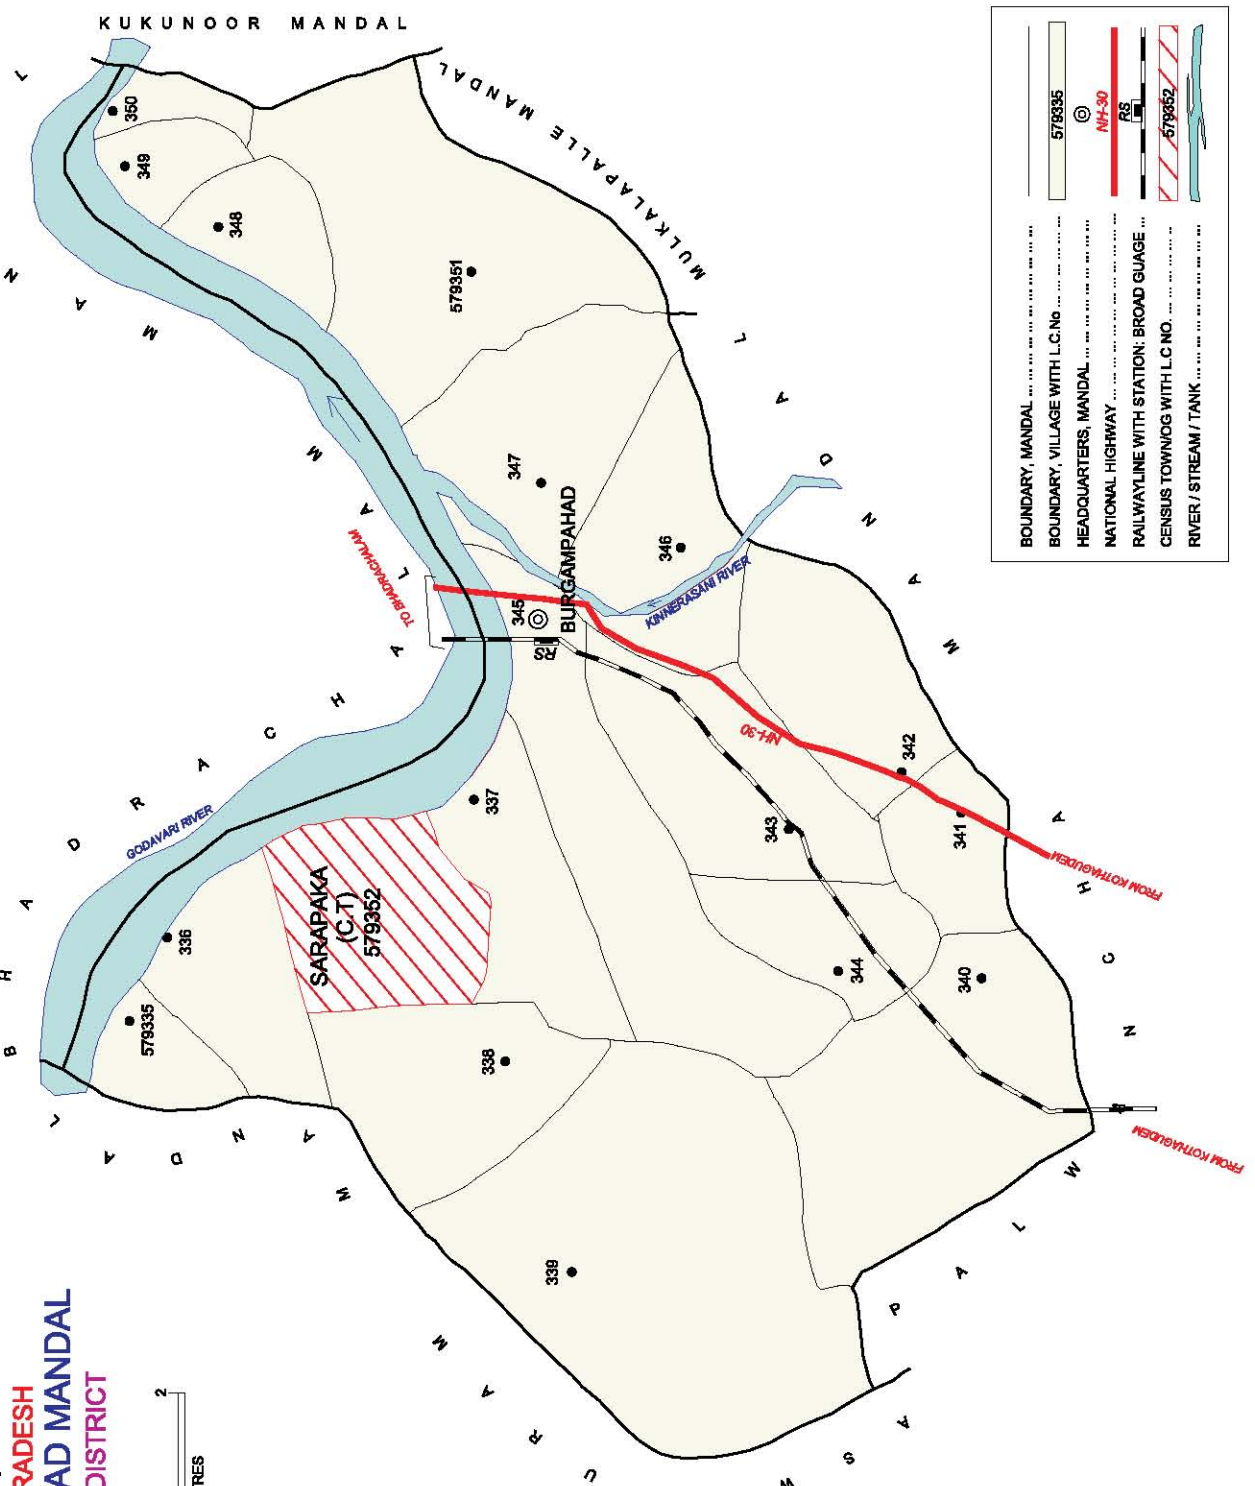 RADESH
AD MANDAL
DISTRICT
2
TRES
KUKUNOOR MANDAL
MULKALAPALLE MANDAL
BHADRACHALAM MANDAL
MANDAL
PALWANCHA MANDAL
ASW
URAM MANDAL
GODAVARI RIVER
KINNERASANI RIVER
TO BHADRACHALAM
NH-30
FROM KOTHAGUDEM
FROM KOTHAGUDEM
RS
BURGAMPAHAD
SARAPAKA
(C.T)
579352
579335
336
337
338
339
340
341
342
343
344
345
346
347
348
349
350
579351
BOUNDARY, MANDAL
BOUNDARY, VILLAGE WITH L.C.No
579335
HEADQUARTERS, MANDAL
NATIONAL HIGHWAY
NH-30
RAILWAYLINE WITH STATION: BROAD GUAGE
RS
CENSUS TOWN/OG WITH L.C NO.
579352
RIVER / STREAM / TANK